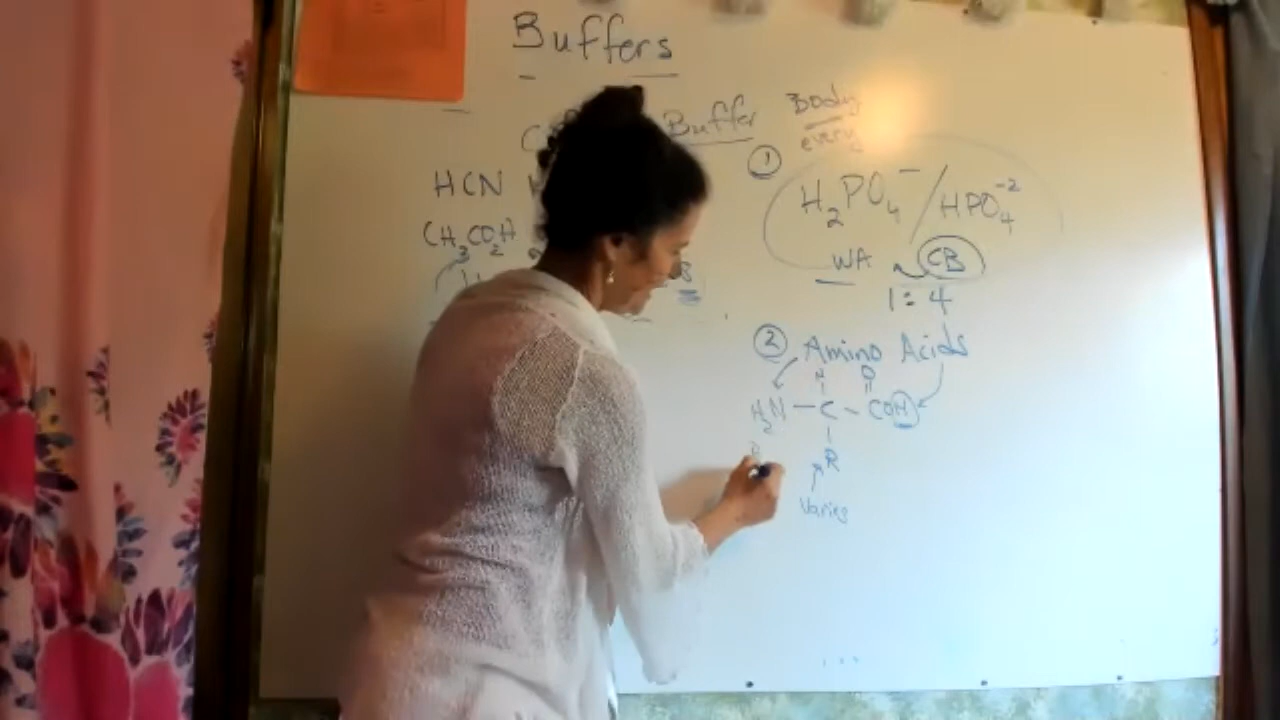 Buffers
Buffer
Body
every
①
HCN
H₂PO₄⁻ / HPO₄⁻²
CH₃CO₂H
WA CB
1 : 4
② Amino Acids
H O
H₂N — C - COH
R
Varies